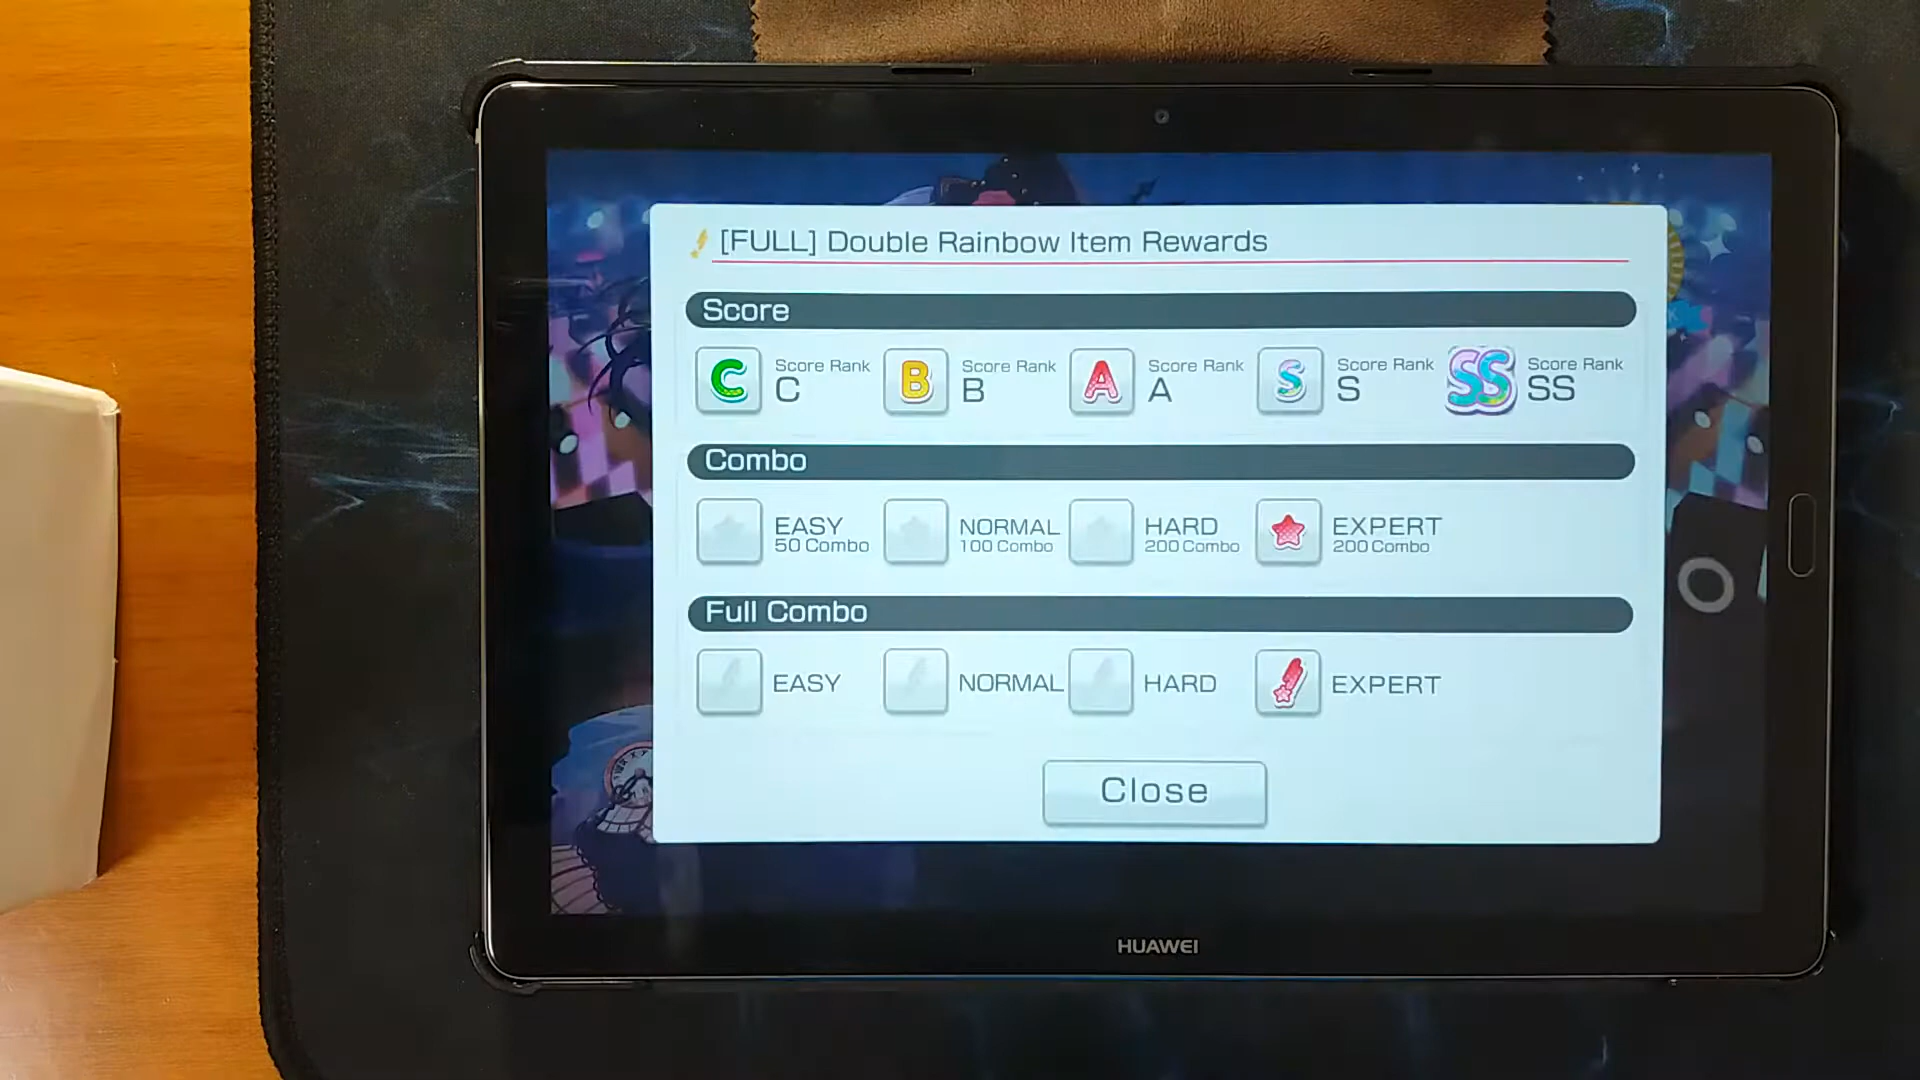 [FULL] Double Rainbow Item Rewards
Score
C Score Rank C
B Score Rank B
A Score Rank A
S Score Rank S
SS Score Rank SS
Combo
EASY 50 Combo
NORMAL 100 Combo
HARD 200 Combo
EXPERT 200 Combo
Full Combo
EASY
NORMAL
HARD
EXPERT
Close
HUAWEI